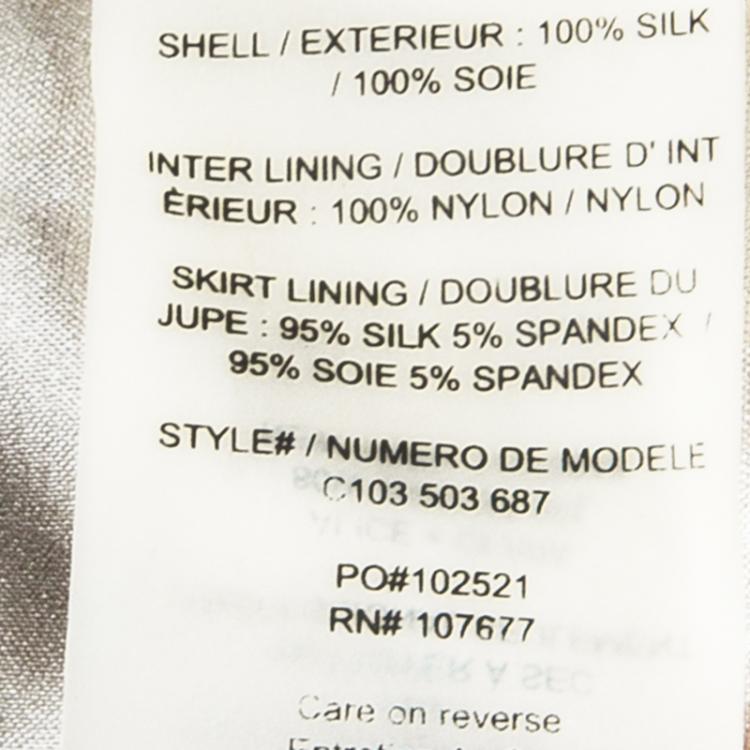 SHELL / EXTERIEUR : 100% SILK
/ 100% SOIE
INTER LINING / DOUBLURE D' INT
ÉRIEUR : 100% NYLON / NYLON
SKIRT LINING / DOUBLURE DU
JUPE : 95% SILK 5% SPANDEX /
95% SOIE 5% SPANDEX
STYLE# / NUMERO DE MODELE
C103 503 687
PO#102521
RN# 107677
Care on reverse